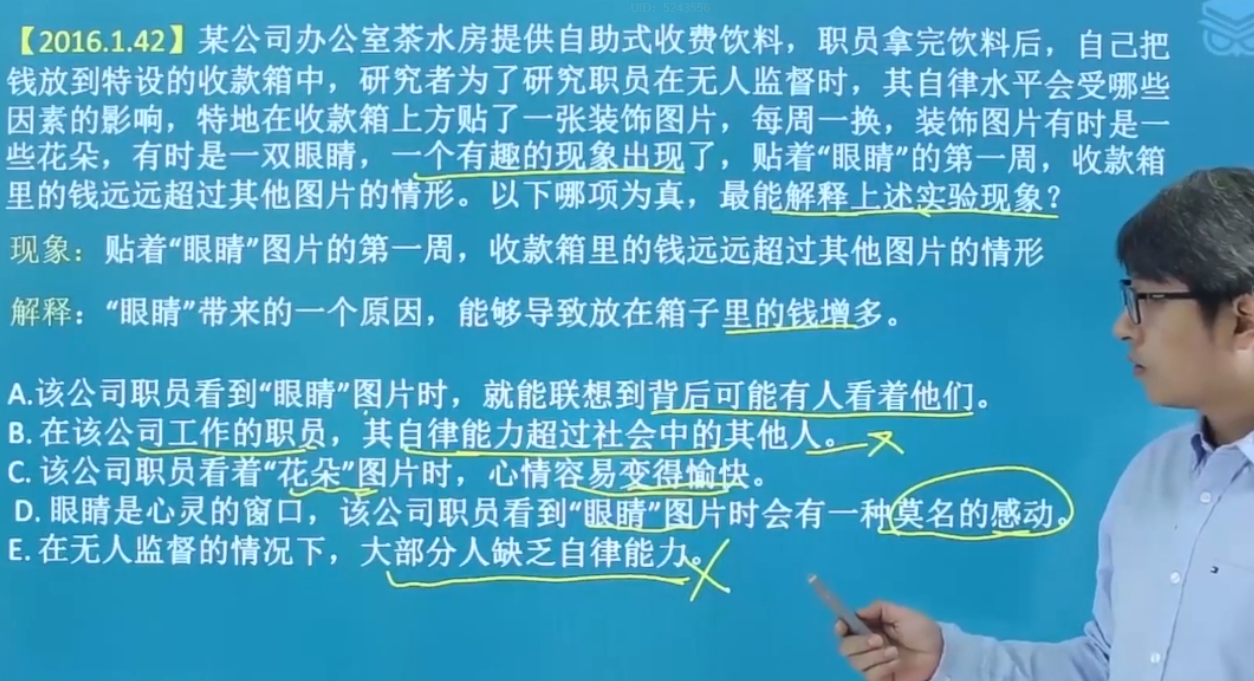 UID: 5243556
【2016.1.42】某公司办公室茶水房提供自助式收费饮料，职员拿完饮料后，自己把
钱放到特设的收款箱中，研究者为了研究职员在无人监督时，其自律水平会受哪些
因素的影响，特地在收款箱上方贴了一张装饰图片，每周一换，装饰图片有时是一
些花朵，有时是一双眼睛，一个有趣的现象出现了，贴着“眼睛”的第一周，收款箱
里的钱远远超过其他图片的情形。以下哪项为真，最能解释上述实验现象？
现象：贴着“眼睛”图片的第一周，收款箱里的钱远远超过其他图片的情形
解释：“眼睛”带来的一个原因，能够导致放在箱子里的钱增多。
A.该公司职员看到“眼睛”图片时，就能联想到背后可能有人看着他们。
B. 在该公司工作的职员，其自律能力超过社会中的其他人。
C. 该公司职员看着“花朵”图片时，心情容易变得愉快。
D. 眼睛是心灵的窗口，该公司职员看到“眼睛”图片时会有一种莫名的感动。
E. 在无人监督的情况下，大部分人缺乏自律能力。